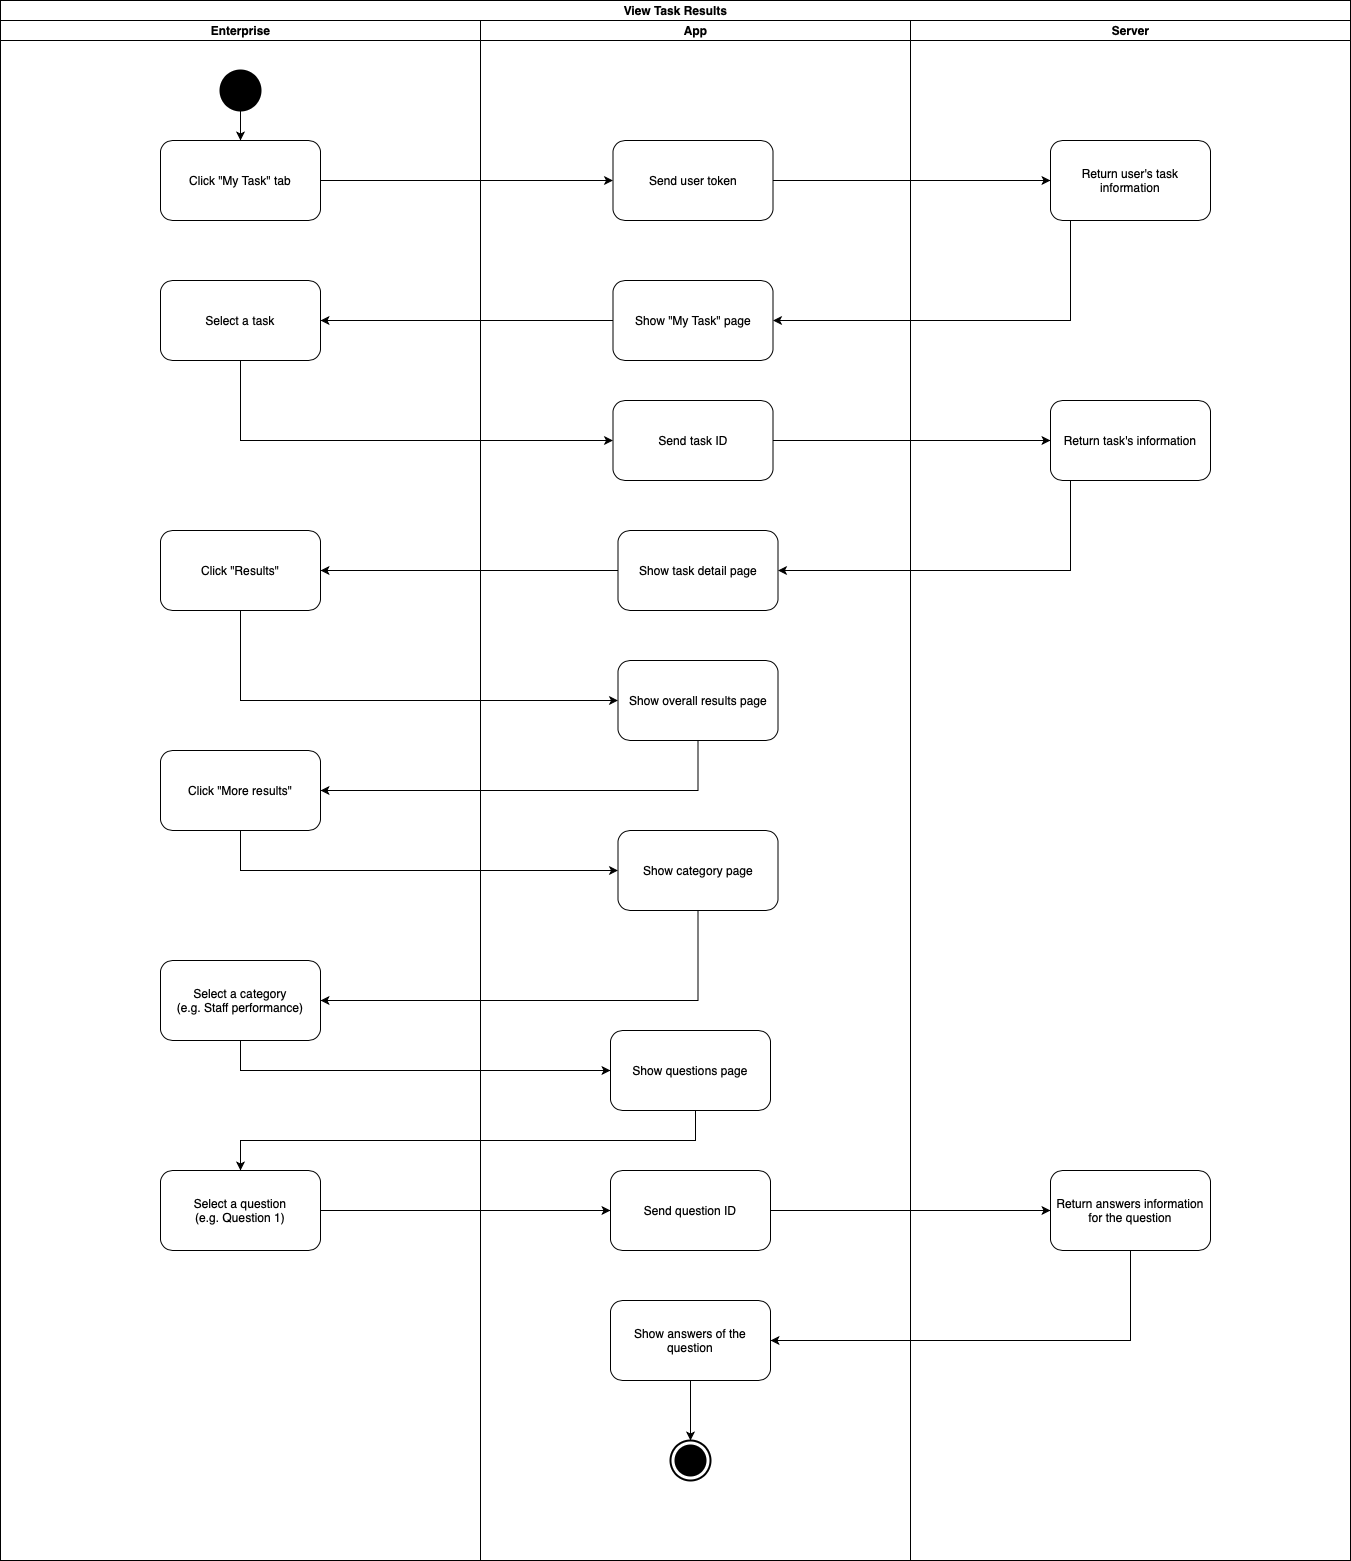 View Task Results
Enterprise
App
Server
Click "My Task" tab
Send user token
Return user's task
information
Select a task
Show "My Task" page
Send task ID
Return task's information
Click "Results"
Show task detail page
Show overall results page
Click "More results"
Show category page
Select a category
(e.g. Staff performance)
Show questions page
Select a question
(e.g. Question 1)
Send question ID
Return answers information
for the question
Show answers of the
question